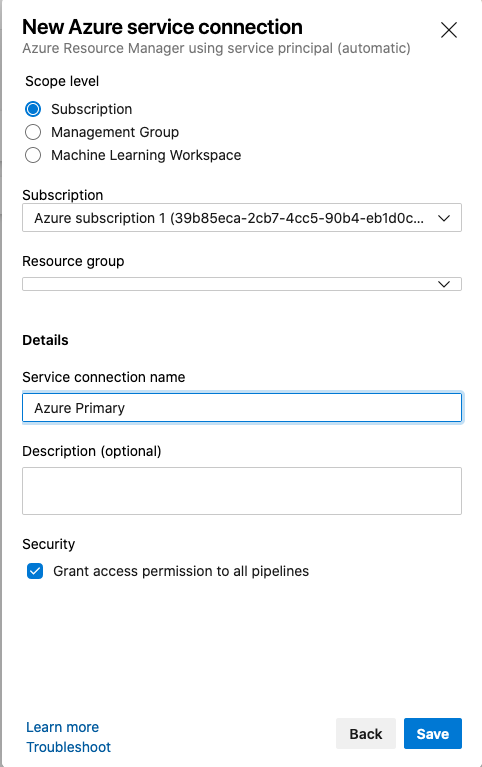 New Azure service connection
Azure Resource Manager using service principal (automatic)
Scope level
Subscription
Management Group
Machine Learning Workspace
Subscription
Azure subscription 1 (39b85eca-2cb7-4cc5-90b4-eb1d0c...
Resource group
Details
Service connection name
Azure Primary
Description (optional)
Security
Grant access permission to all pipelines
Learn more
Troubleshoot
Back
Save